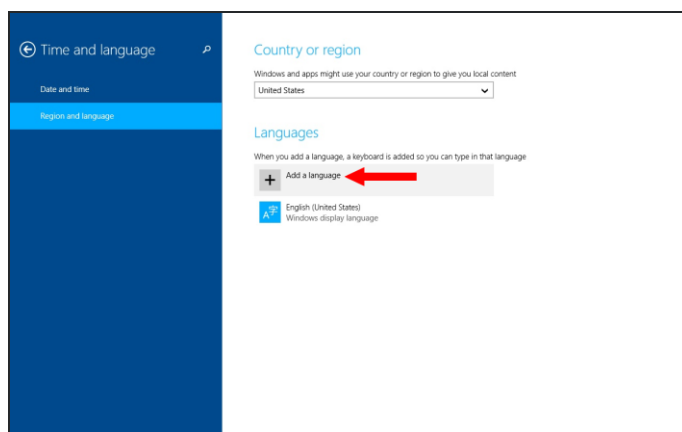 Time and language
Date and time
Region and language
Country or region
Windows and apps might use your country or region to give you local content
United States
Languages
When you add a language, a keyboard is added so you can type in that language
Add a language
A字
English (United States)
Windows display language